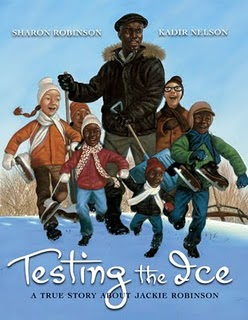 SHARON ROBINSON KADIR NELSON
Testing the Ice
A TRUE STORY ABOUT JACKIE ROBINSON